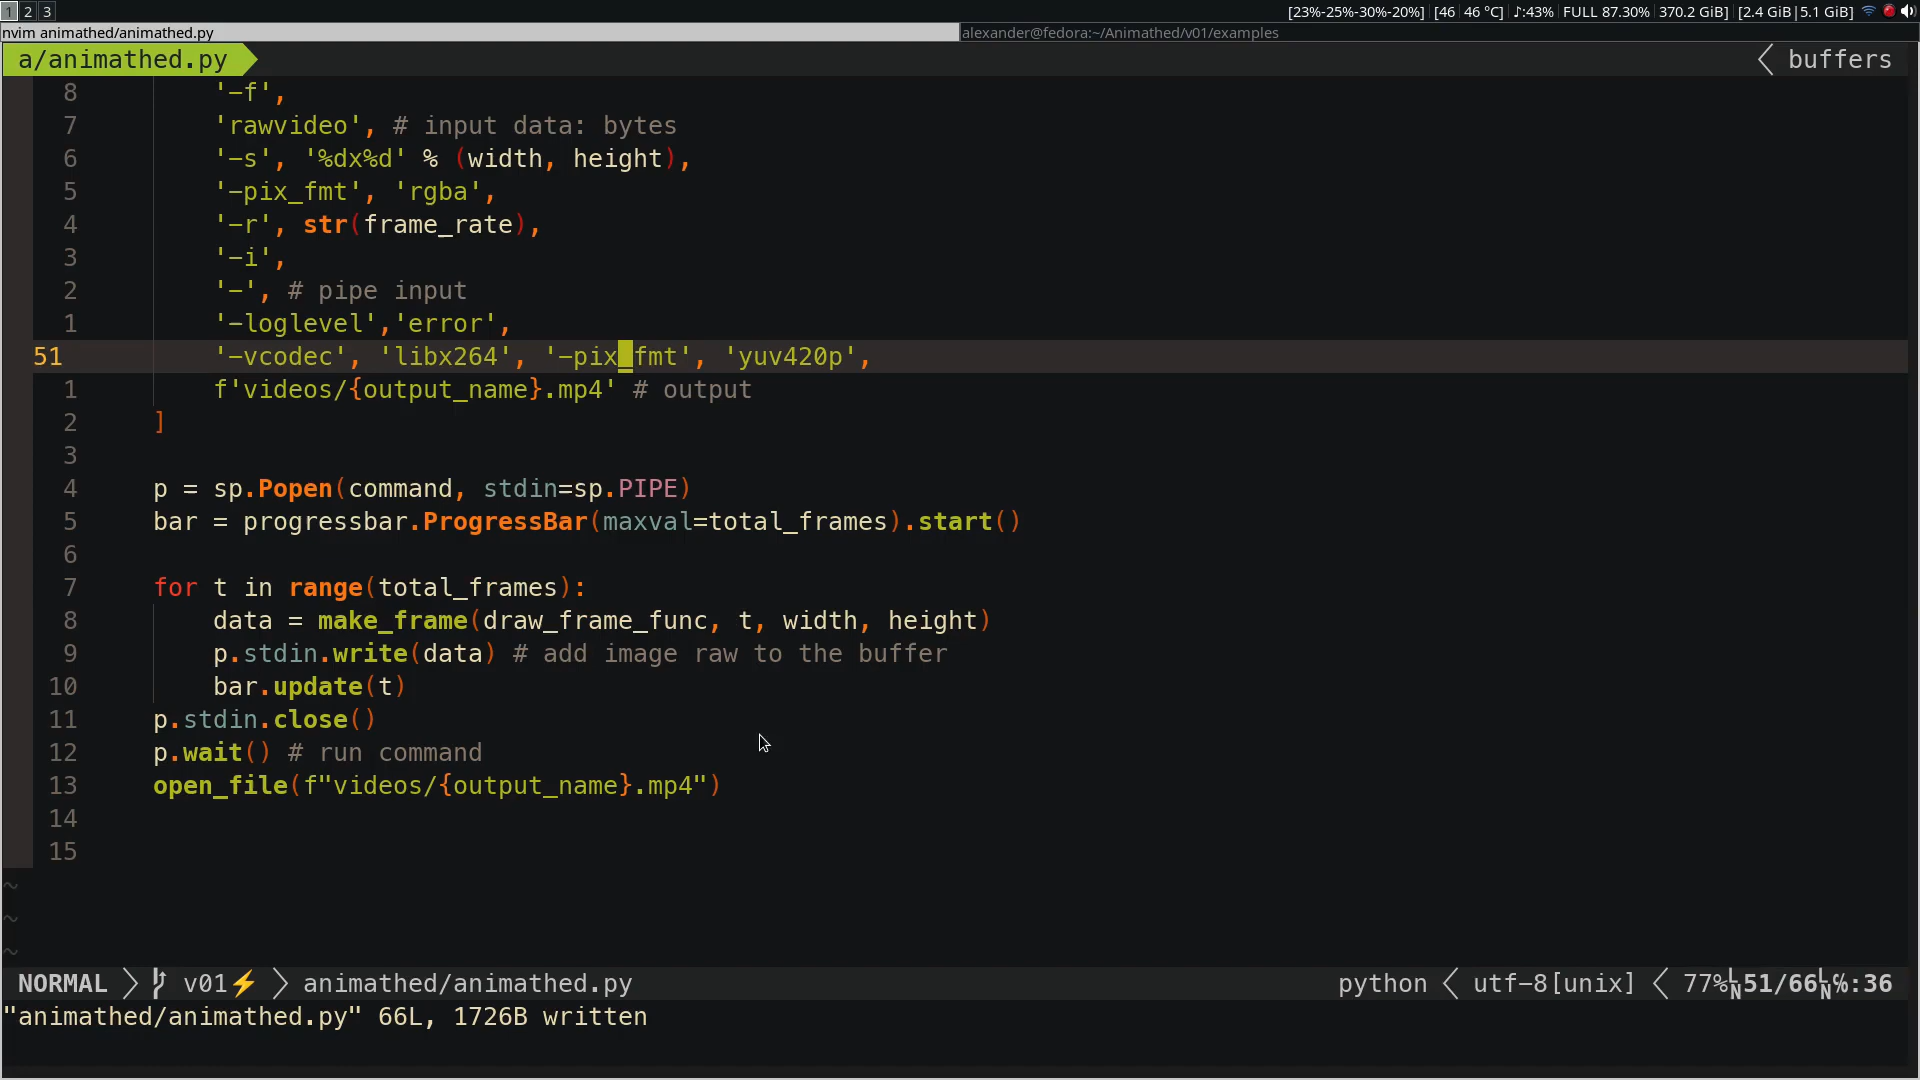 1 2 3 [23%-25%-30%-20%] [46 46 °C] ♪:43% FULL 87.30% 370.2 GiB] [2.4 GiB|5.1 GiB]
nvim animathed/animathed.py alexander@fedora:~/Animathed/v01/examples
a/animathed.py buffers
8 '-f',
7 'rawvideo', # input data: bytes
6 '-s', '%dx%d' % (width, height),
5 '-pix_fmt', 'rgba',
4 '-r', str(frame_rate),
3 '-i',
2 '-', # pipe input
1 '-loglevel','error',
51 '-vcodec', 'libx264', '-pix_fmt', 'yuv420p',
1 f'videos/{output_name}.mp4' # output
2 ]
3
4 p = sp.Popen(command, stdin=sp.PIPE)
5 bar = progressbar.ProgressBar(maxval=total_frames).start()
6
7 for t in range(total_frames):
8 data = make_frame(draw_frame_func, t, width, height)
9 p.stdin.write(data) # add image raw to the buffer
10 bar.update(t)
11 p.stdin.close()
12 p.wait() # run command
13 open_file(f"videos/{output_name}.mp4")
14
15
~
~
~
NORMAL v01⚡ animathed/animathed.py python utf-8[unix] 77% 51/66 ℅:36
"animathed/animathed.py" 66L, 1726B written